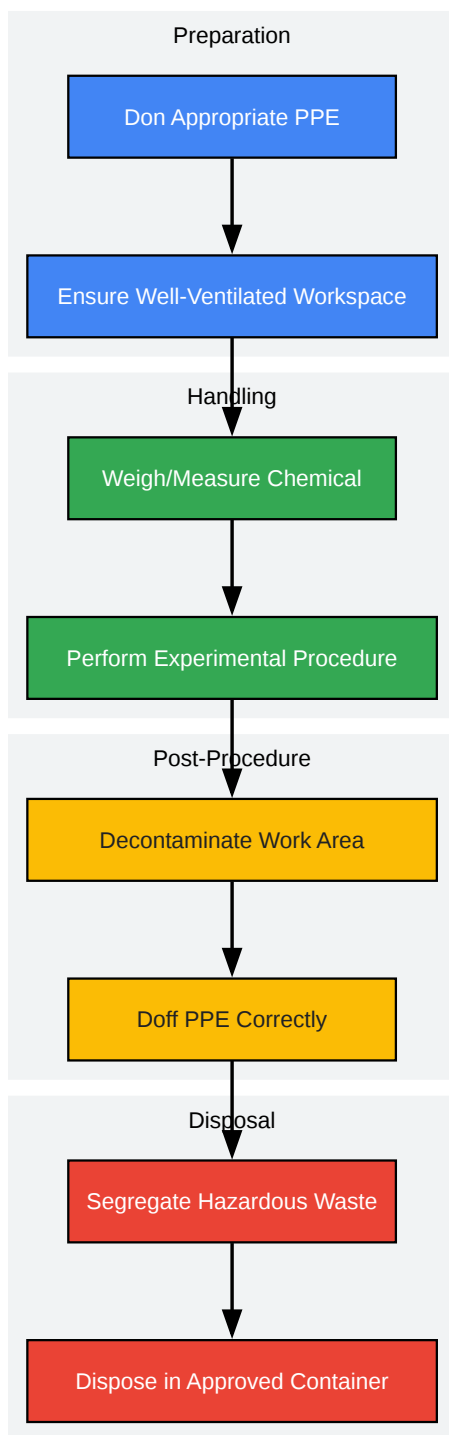 Preparation
Don Appropriate PPE
Ensure Well-Ventilated Workspace
Handling
Weigh/Measure Chemical
Perform Experimental Procedure
Post-Procedure
Decontaminate Work Area
Doff PPE Correctly
Disposal
Segregate Hazardous Waste
Dispose in Approved Container